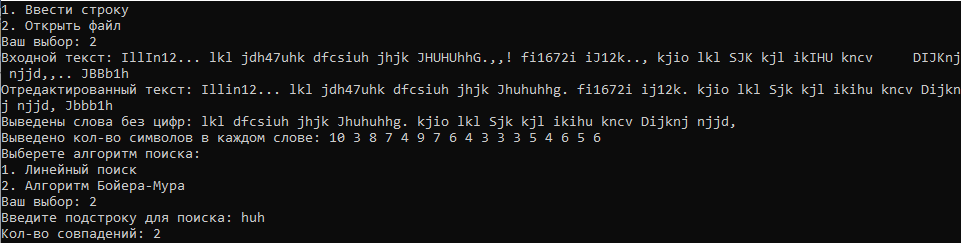 1. Ввести строку
2. Открыть файл
Ваш выбор: 2
Входной текст: IllIn12... lkl jdh47uhk dfcsiuh jhjk JHUHUhhG.,,! fi1672i iJ12k.., kjio lkl SJK kjl ikIHU kncv     DIJKnj
 njjd,,.. JBBb1h
Отредактированный текст: Illin12... lkl jdh47uhk dfcsiuh jhjk Jhuhuhhg. fi1672i ij12k. kjio lkl Sjk kjl ikihu kncv Dijkn
j njjd, Jbbb1h
Выведены слова без цифр: lkl dfcsiuh jhjk Jhuhuhhg. kjio lkl Sjk kjl ikihu kncv Dijknj njjd,
Выведено кол-во символов в каждом слове: 10 3 8 7 4 9 7 6 4 3 3 3 5 4 6 5 6
Выберете алгоритм поиска:
1. Линейный поиск
2. Алгоритм Бойера-Мура
Ваш выбор: 2
Введите подстроку для поиска: huh
Кол-во совпадений: 2